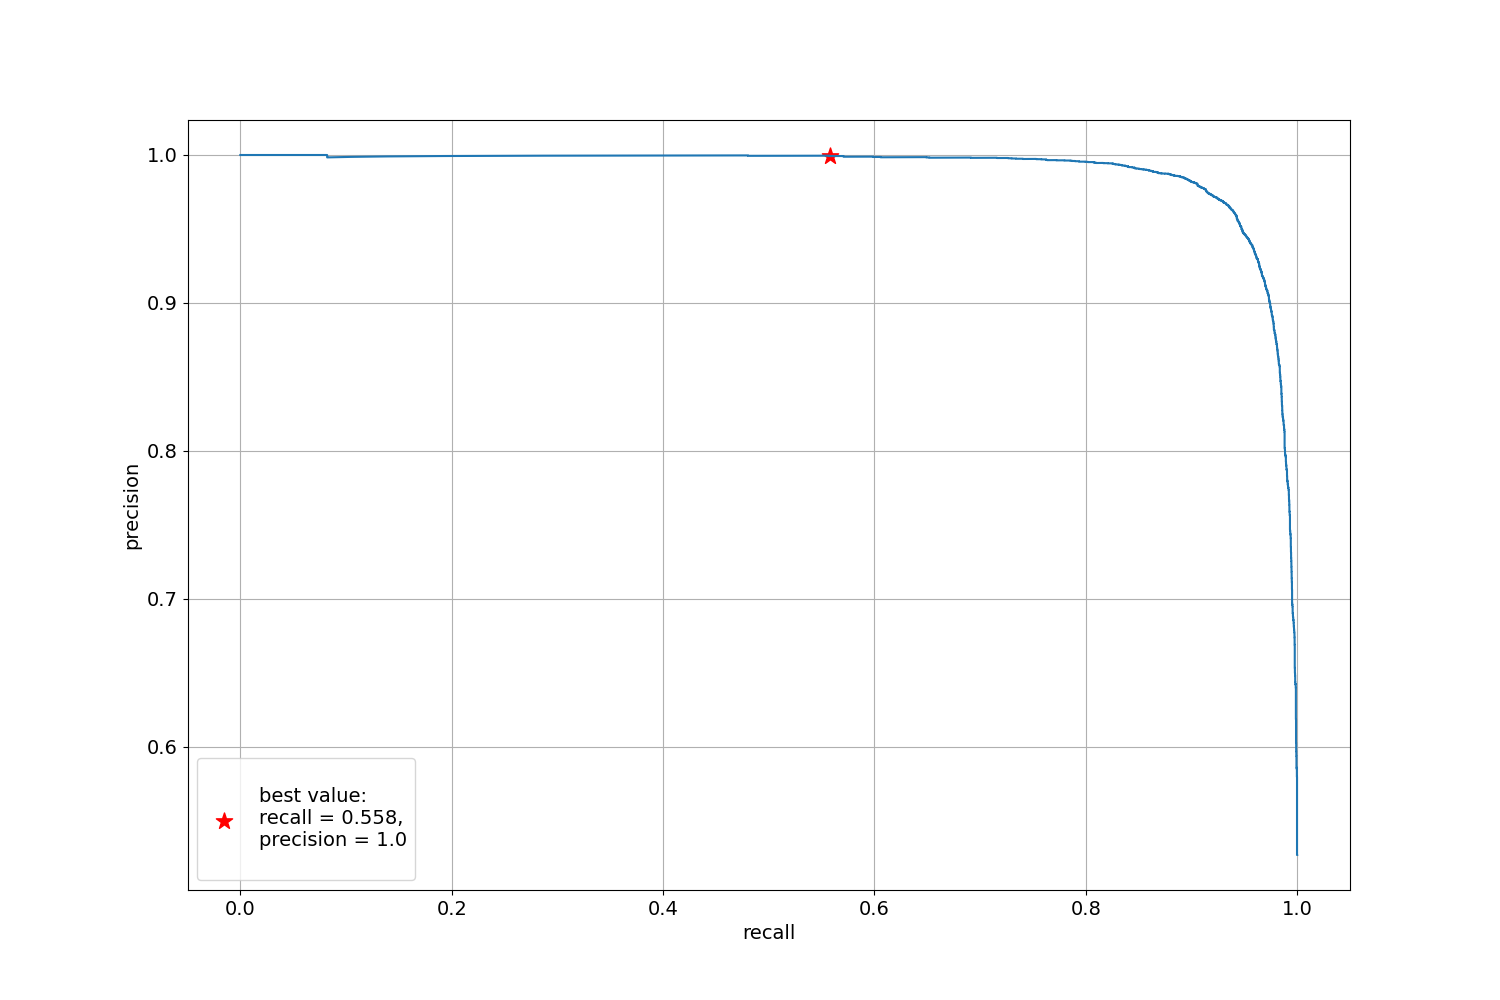 1.0
0.9
0.8
0.7
0.6
precision
best value:
recall = 0.558,
precision = 1.0
0.0 0.2 0.4 0.6 0.8 1.0
recall